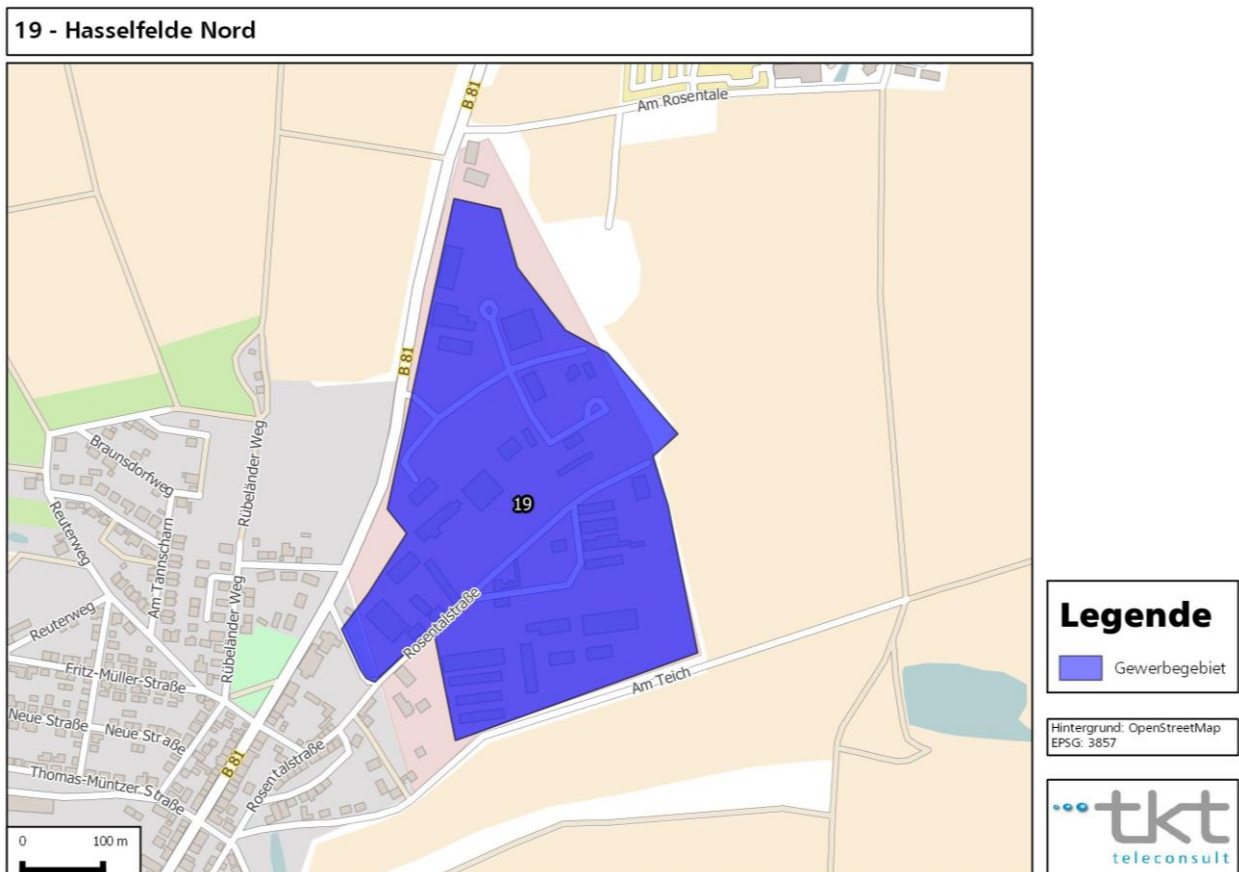 19 - Hasselfelde Nord
B 81
Am Rosentale
B 81
Rübeländer Weg
Braunsdorfweg
19
Reuterweg
Am Tannscharn
Rübeländer Weg
Reuterweg
Rosentalstraße
Fritz-Müller-Straße
Am Teich
Neue Straße
Neue Straße
B 81
Rosentalstraße
Thomas-Müntzer Straße
0 100 m
Legende
Gewerbegebiet
Hintergrund: OpenStreetMap
EPSG: 3857
tkt
teleconsult